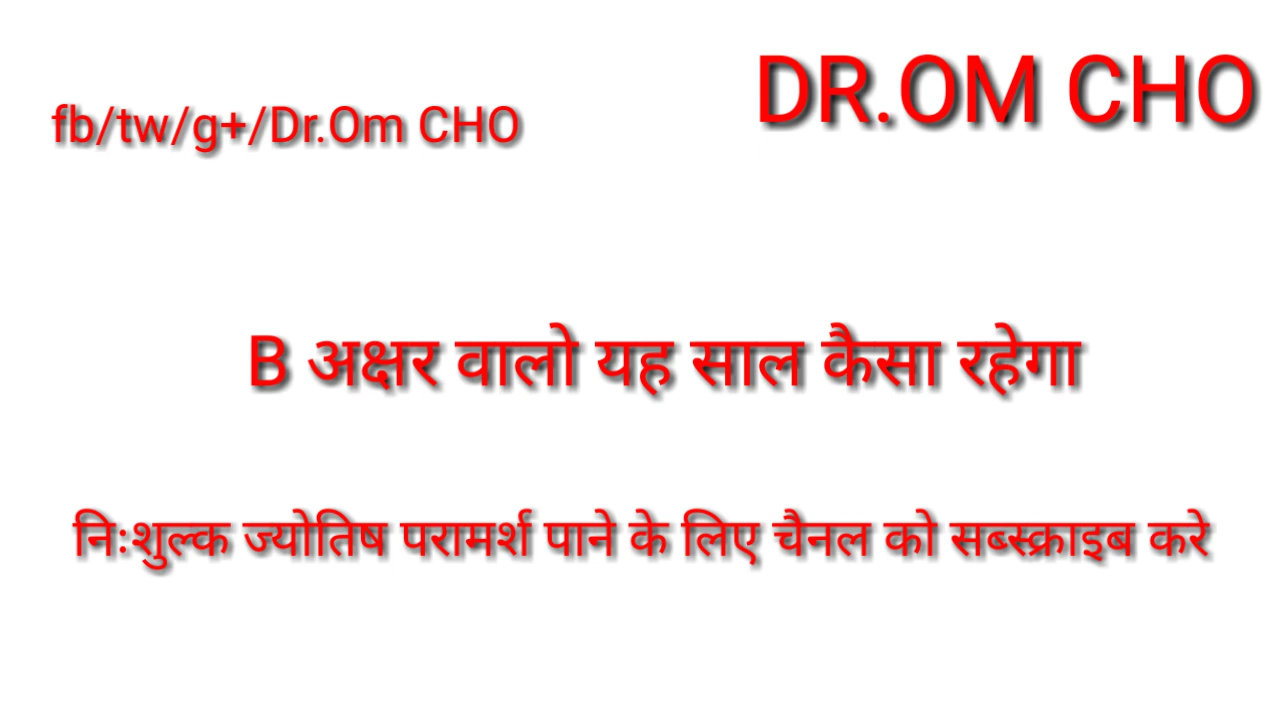 fb/tw/g+/Dr.Om CHO
DR.OM CHO
B अक्षर वालो यह साल कैसा रहेगा
निःशुल्क ज्योतिष परामर्श पाने के लिए चैनल को सब्स्क्राइब करे